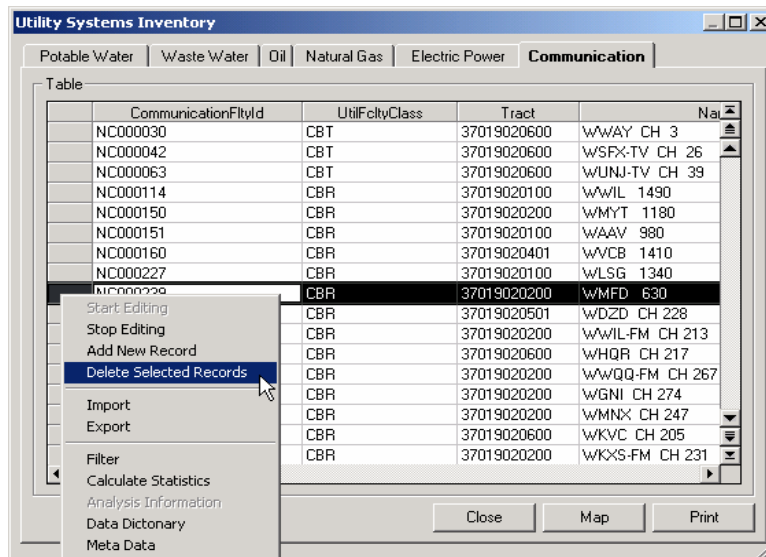 Utility Systems Inventory
Potable Water Waste Water Oil Natural Gas Electric Power Communication
Table
CommunicationFltyId UtilFcltyClass Tract Na
NC000030 CBT 37019020600 WWAY CH 3
NC000042 CBT 37019020600 WSFX-TV CH 26
NC000063 CBT 37019020600 WUNJ-TV CH 39
NC000114 CBR 37019020100 WWIL 1490
NC000150 CBR 37019020200 WMYT 1180
NC000151 CBR 37019020100 WAAV 980
NC000160 CBR 37019020401 WVCB 1410
NC000227 CBR 37019020100 WLSG 1340
NC000239 CBR 37019020200 WMFD 630
CBR 37019020501 WDZD CH 228
CBR 37019020200 WWIL-FM CH 213
CBR 37019020600 WHQR CH 217
CBR 37019020200 WWQQ-FM CH 267
CBR 37019020200 WGNI CH 274
CBR 37019020200 WMNX CH 247
CBR 37019020600 WKVC CH 205
CBR 37019020200 WKXS-FM CH 231
Start Editing
Stop Editing
Add New Record
Delete Selected Records
Import
Export
Filter
Calculate Statistics
Analysis Information
Data Dictonary
Meta Data
Close Map Print